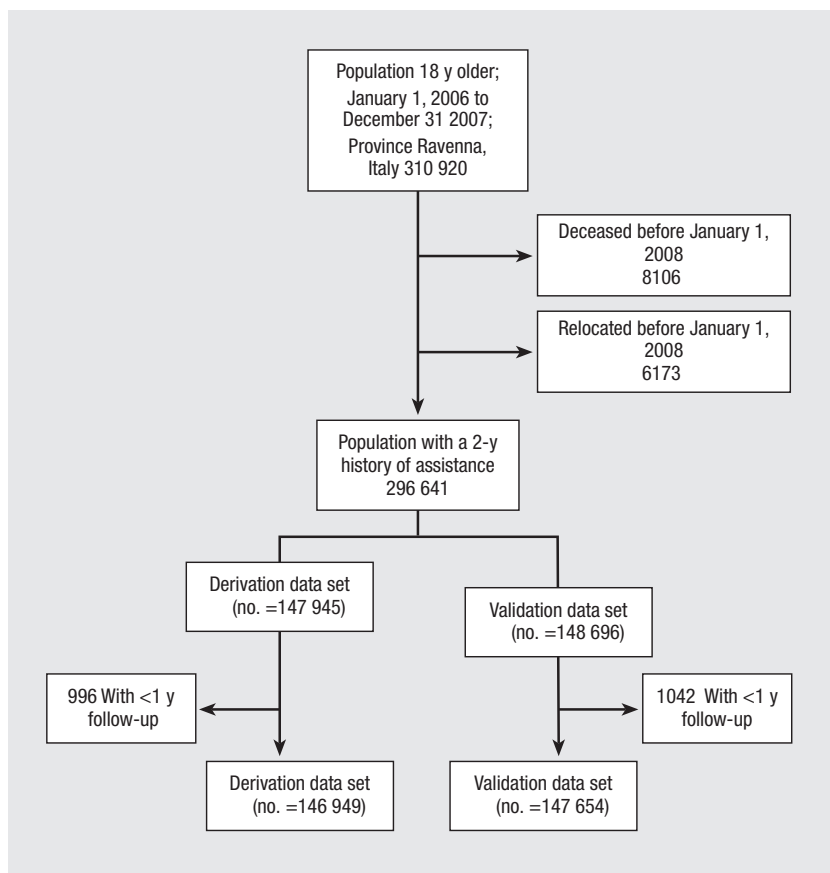 Population 18 y older;
January 1, 2006 to
December 31 2007;
Province Ravenna,
Italy 310 920
Deceased before January 1,
2008
8106
Relocated before January 1,
2008
6173
Population with a 2-y
history of assistance
296 641
Derivation data set
(no. =147 945)
Validation data set
(no. =148 696)
996 With <1 y
follow-up
1042 With <1 y
follow-up
Derivation data set
(no. =146 949)
Validation data set
(no. =147 654)